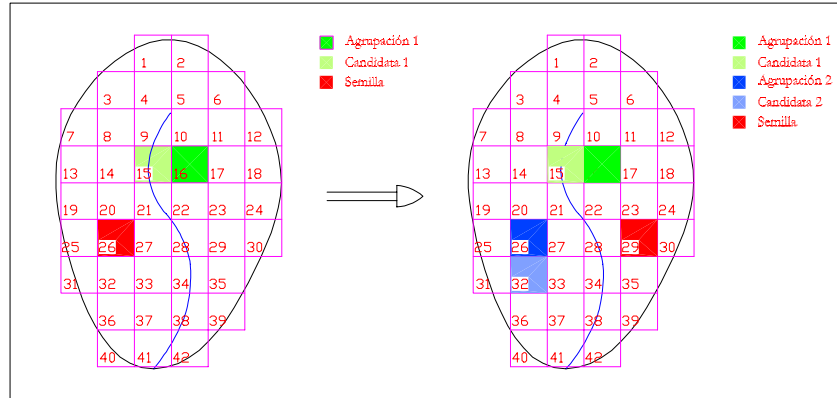 1 2
3 4 5 6
7 8 9 10 11 12
13 14 15 16 17 18
19 20 21 22 23 24
25 26 27 28 29 30
31 32 33 34 35
36 37 38 39
40 41 42
Agrupación 1
Candidata 1
Semilla
1 2
3 4 5 6
7 8 9 10 11 12
13 14 15 17 18
19 20 21 22 23 24
25 26 27 28 29 30
31 32 33 34 35
36 37 38 39
40 41 42
Agrupación 1
Candidata 1
Agrupación 2
Candidata 2
Semilla